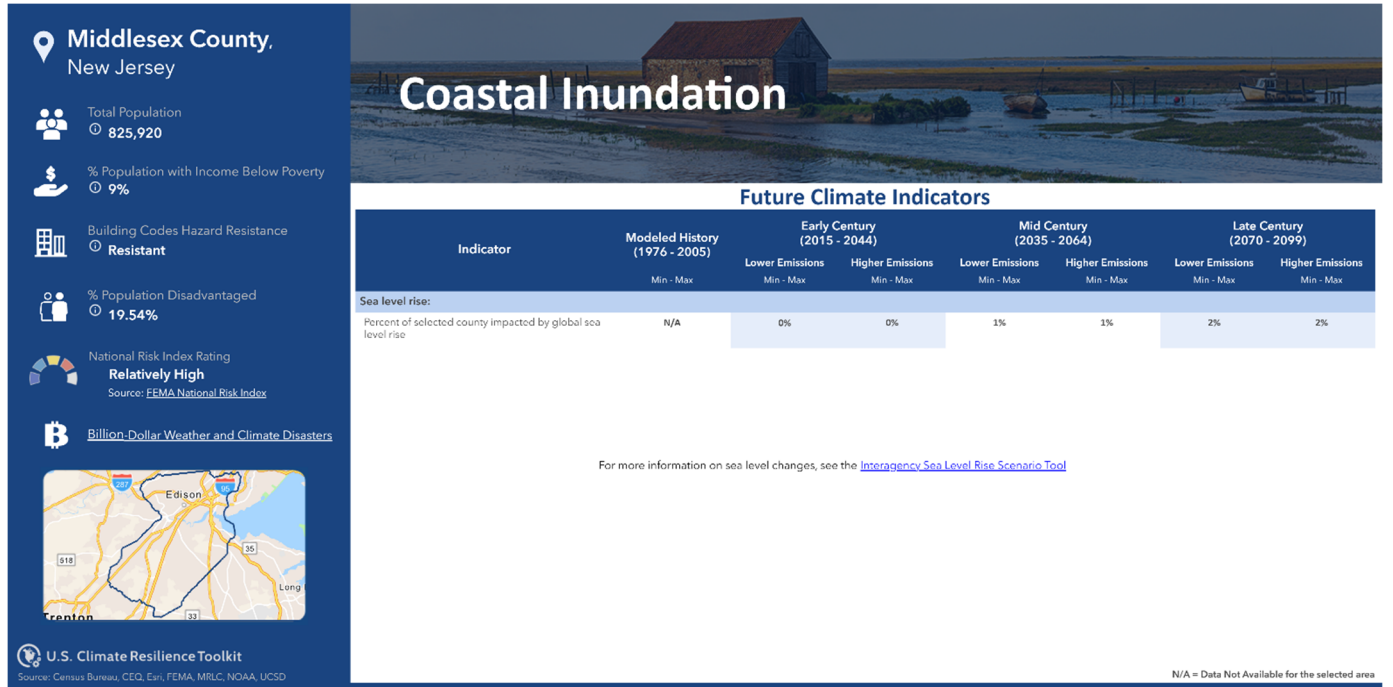 Middlesex County,
New Jersey
Total Population
825,920
% Population with Income Below Poverty
9%
Building Codes Hazard Resistance
Resistant
% Population Disadvantaged
19.54%
National Risk Index Rating
Relatively High
Source: FEMA National Risk Index
Billion-Dollar Weather and Climate Disasters
287
Edison
95
35
518
Long
33
Trenton
U.S. Climate Resilience Toolkit
Source: Census Bureau, CEQ, Esri, FEMA, MRLC, NOAA, UCSD
Coastal Inundation
Future Climate Indicators
Indicator
Modeled History
(1976 - 2005)
Min - Max
Early Century
(2015 - 2044)
Mid Century
(2035 - 2064)
Late Century
(2070 - 2099)
Lower Emissions Higher Emissions Lower Emissions Higher Emissions Lower Emissions Higher Emissions
Min - Max Min - Max Min - Max Min - Max Min - Max Min - Max
Sea level rise:
Percent of selected county impacted by global sea
level rise
N/A 0% 0% 1% 1% 2% 2%
For more information on sea level changes, see the Interagency Sea Level Rise Scenario Tool
N/A = Data Not Available for the selected area